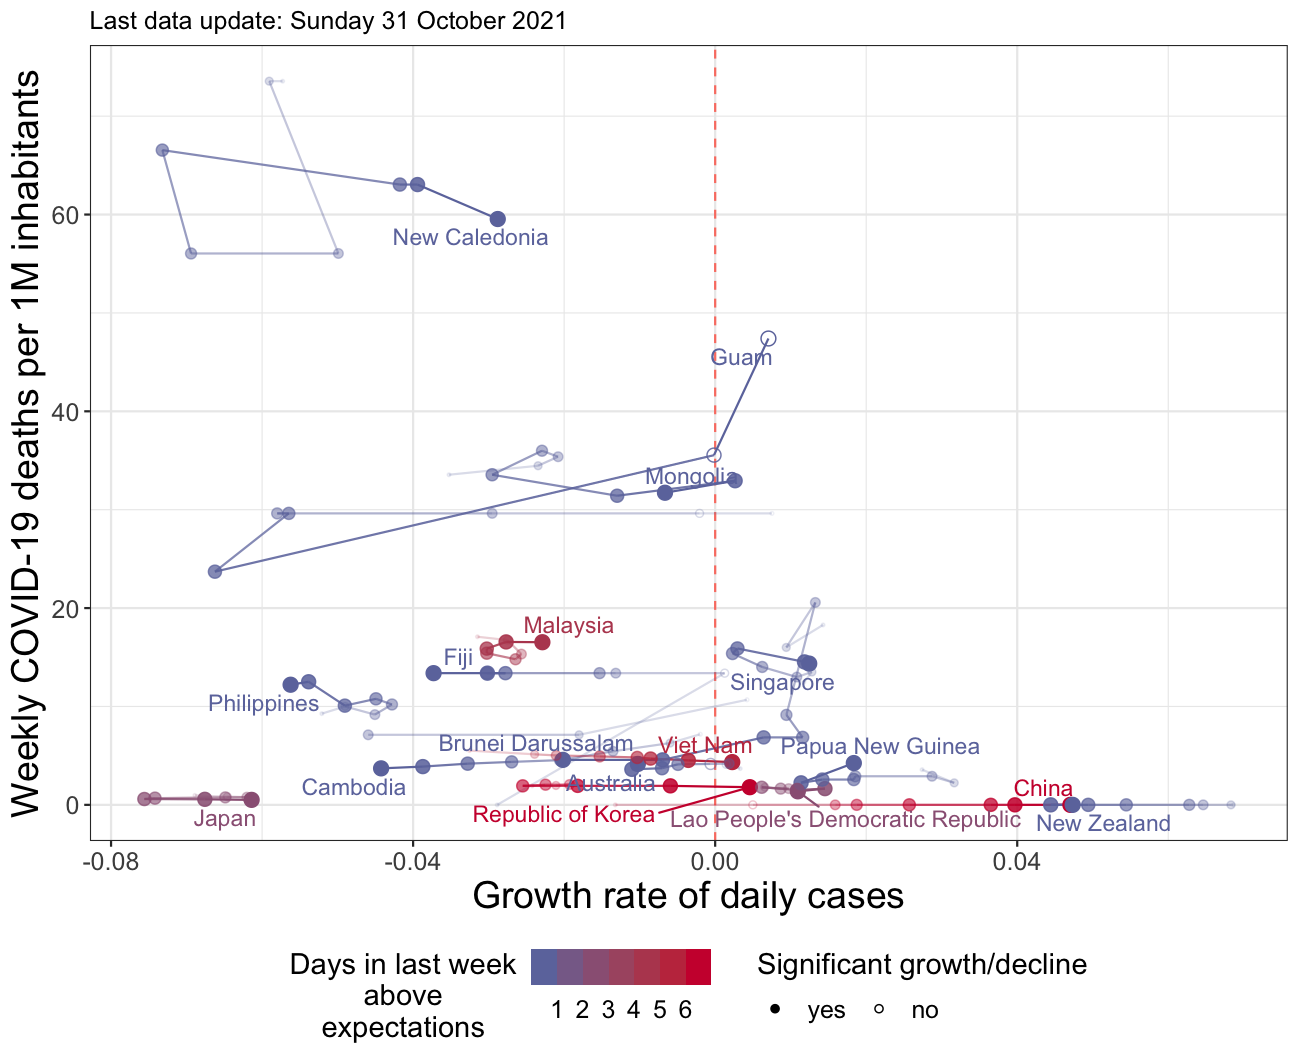 Last data update: Sunday 31 October 2021
Weekly COVID-19 deaths per 1M inhabitants
60
40
20
0
New Caledonia
Guam
Mongolia
Malaysia
Fiji
Singapore
Philippines
Brunei Darussalam
Viet Nam
Papua New Guinea
Cambodia
Australia
China
Japan
Republic of Korea
Lao People's Democratic Republic
New Zealand
-0.08
-0.04
0.00
0.04
Growth rate of daily cases
Days in last week
above
expectations
1 2 3 4 5 6
Significant growth/decline
yes
no